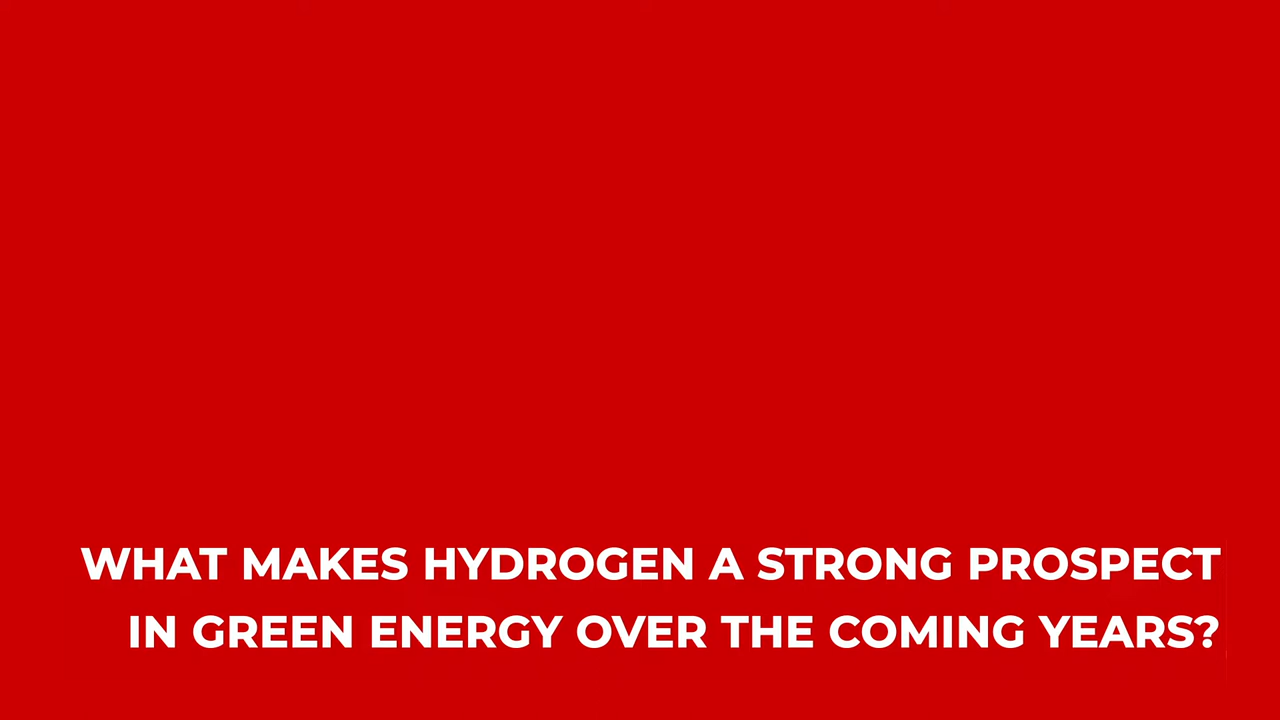 WHAT MAKES HYDROGEN A STRONG PROSPECT
IN GREEN ENERGY OVER THE COMING YEARS?